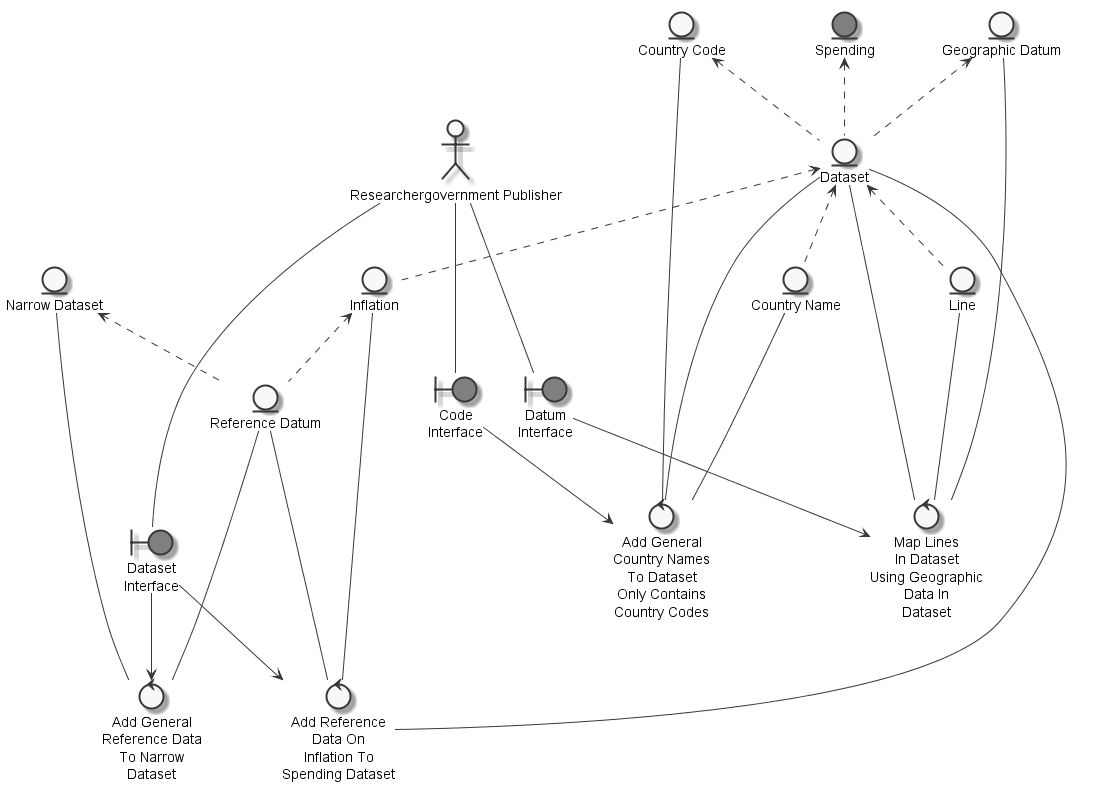 Country Code
Spending
Geographic Datum
Dataset
Researchergovernment Publisher
Narrow Dataset
Inflation
Country Name
Line
Reference Datum
Code
Interface
Datum
Interface
Dataset
Interface
Add General
Country Names
To Dataset
Only Contains
Country Codes
Map Lines
In Dataset
Using Geographic
Data In
Dataset
Add General
Reference Data
To Narrow
Dataset
Add Reference
Data On
Inflation To
Spending Dataset